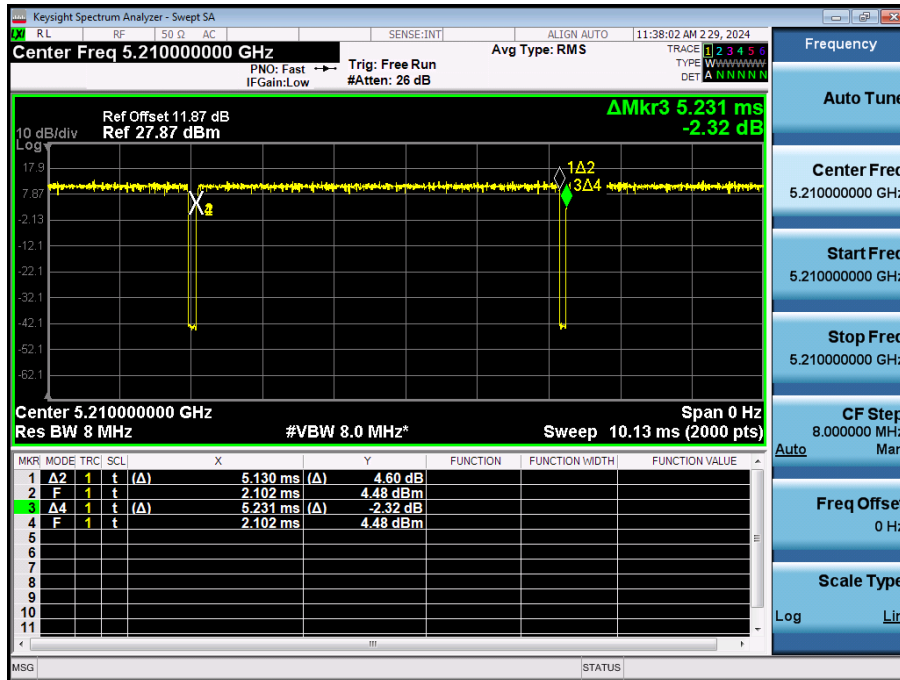 Keysight Spectrum Analyzer - Swept SA
LXI RL RF 50 Ω AC SENSE:INT ALIGN AUTO 11:38:02 AM 2 29, 2024
Center Freq 5.210000000 GHz
PNO: Fast
IFGain:Low
Trig: Free Run
#Atten: 26 dB
Avg Type: RMS
TRACE 1 2 3 4 5 6
TYPE WWWWWW
DET A N N N N N
ΔMkr3 5.231 ms
-2.32 dB
Ref Offset 11.87 dB
10 dB/div Ref 27.87 dBm
Log
17.9
7.87
-2.13
-12.1
-22.1
-32.1
-42.1
-52.1
-62.1
1Δ2
3Δ4
Center 5.210000000 GHz Span 0 Hz
Res BW 8 MHz #VBW 8.0 MHz* Sweep 10.13 ms (2000 pts)
MKR MODE TRC SCL X Y FUNCTION FUNCTION WIDTH FUNCTION VALUE
1 Δ2 1 t (Δ) 5.130 ms (Δ) 4.60 dB
2 F 1 t 2.102 ms 4.48 dBm
3 Δ4 1 t (Δ) 5.231 ms (Δ) -2.32 dB
4 F 1 t 2.102 ms 4.48 dBm
5
6
7
8
9
10
11
MSG STATUS
Frequency
Auto Tune
Center Freq
5.210000000 GHz
Start Freq
5.210000000 GHz
Stop Freq
5.210000000 GHz
CF Step
8.000000 MHz
Auto Man
Freq Offset
0 Hz
Scale Type
Log Lin